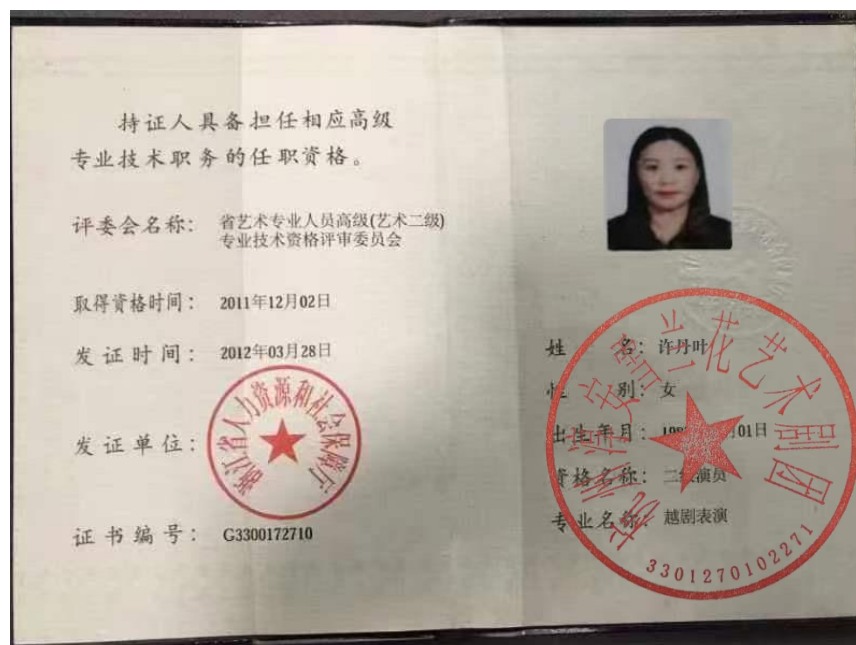 持证人具备担任相应高级
专业技术职务的任职资格。
评委会名称: 省艺术专业人员高级(艺术二级)
专业技术资格评审委员会
取得资格时间: 2011年12月02日
发证时间: 2012年03月28日
发证单位:
浙江省人力资源和社会保障厅
证书编号: G3300172710
姓名: 许丹叶
性别: 女
出生年月: 01日
资格名称: 二级演员
专业名称: 越剧表演
兰花艺术剧团
3301270102271